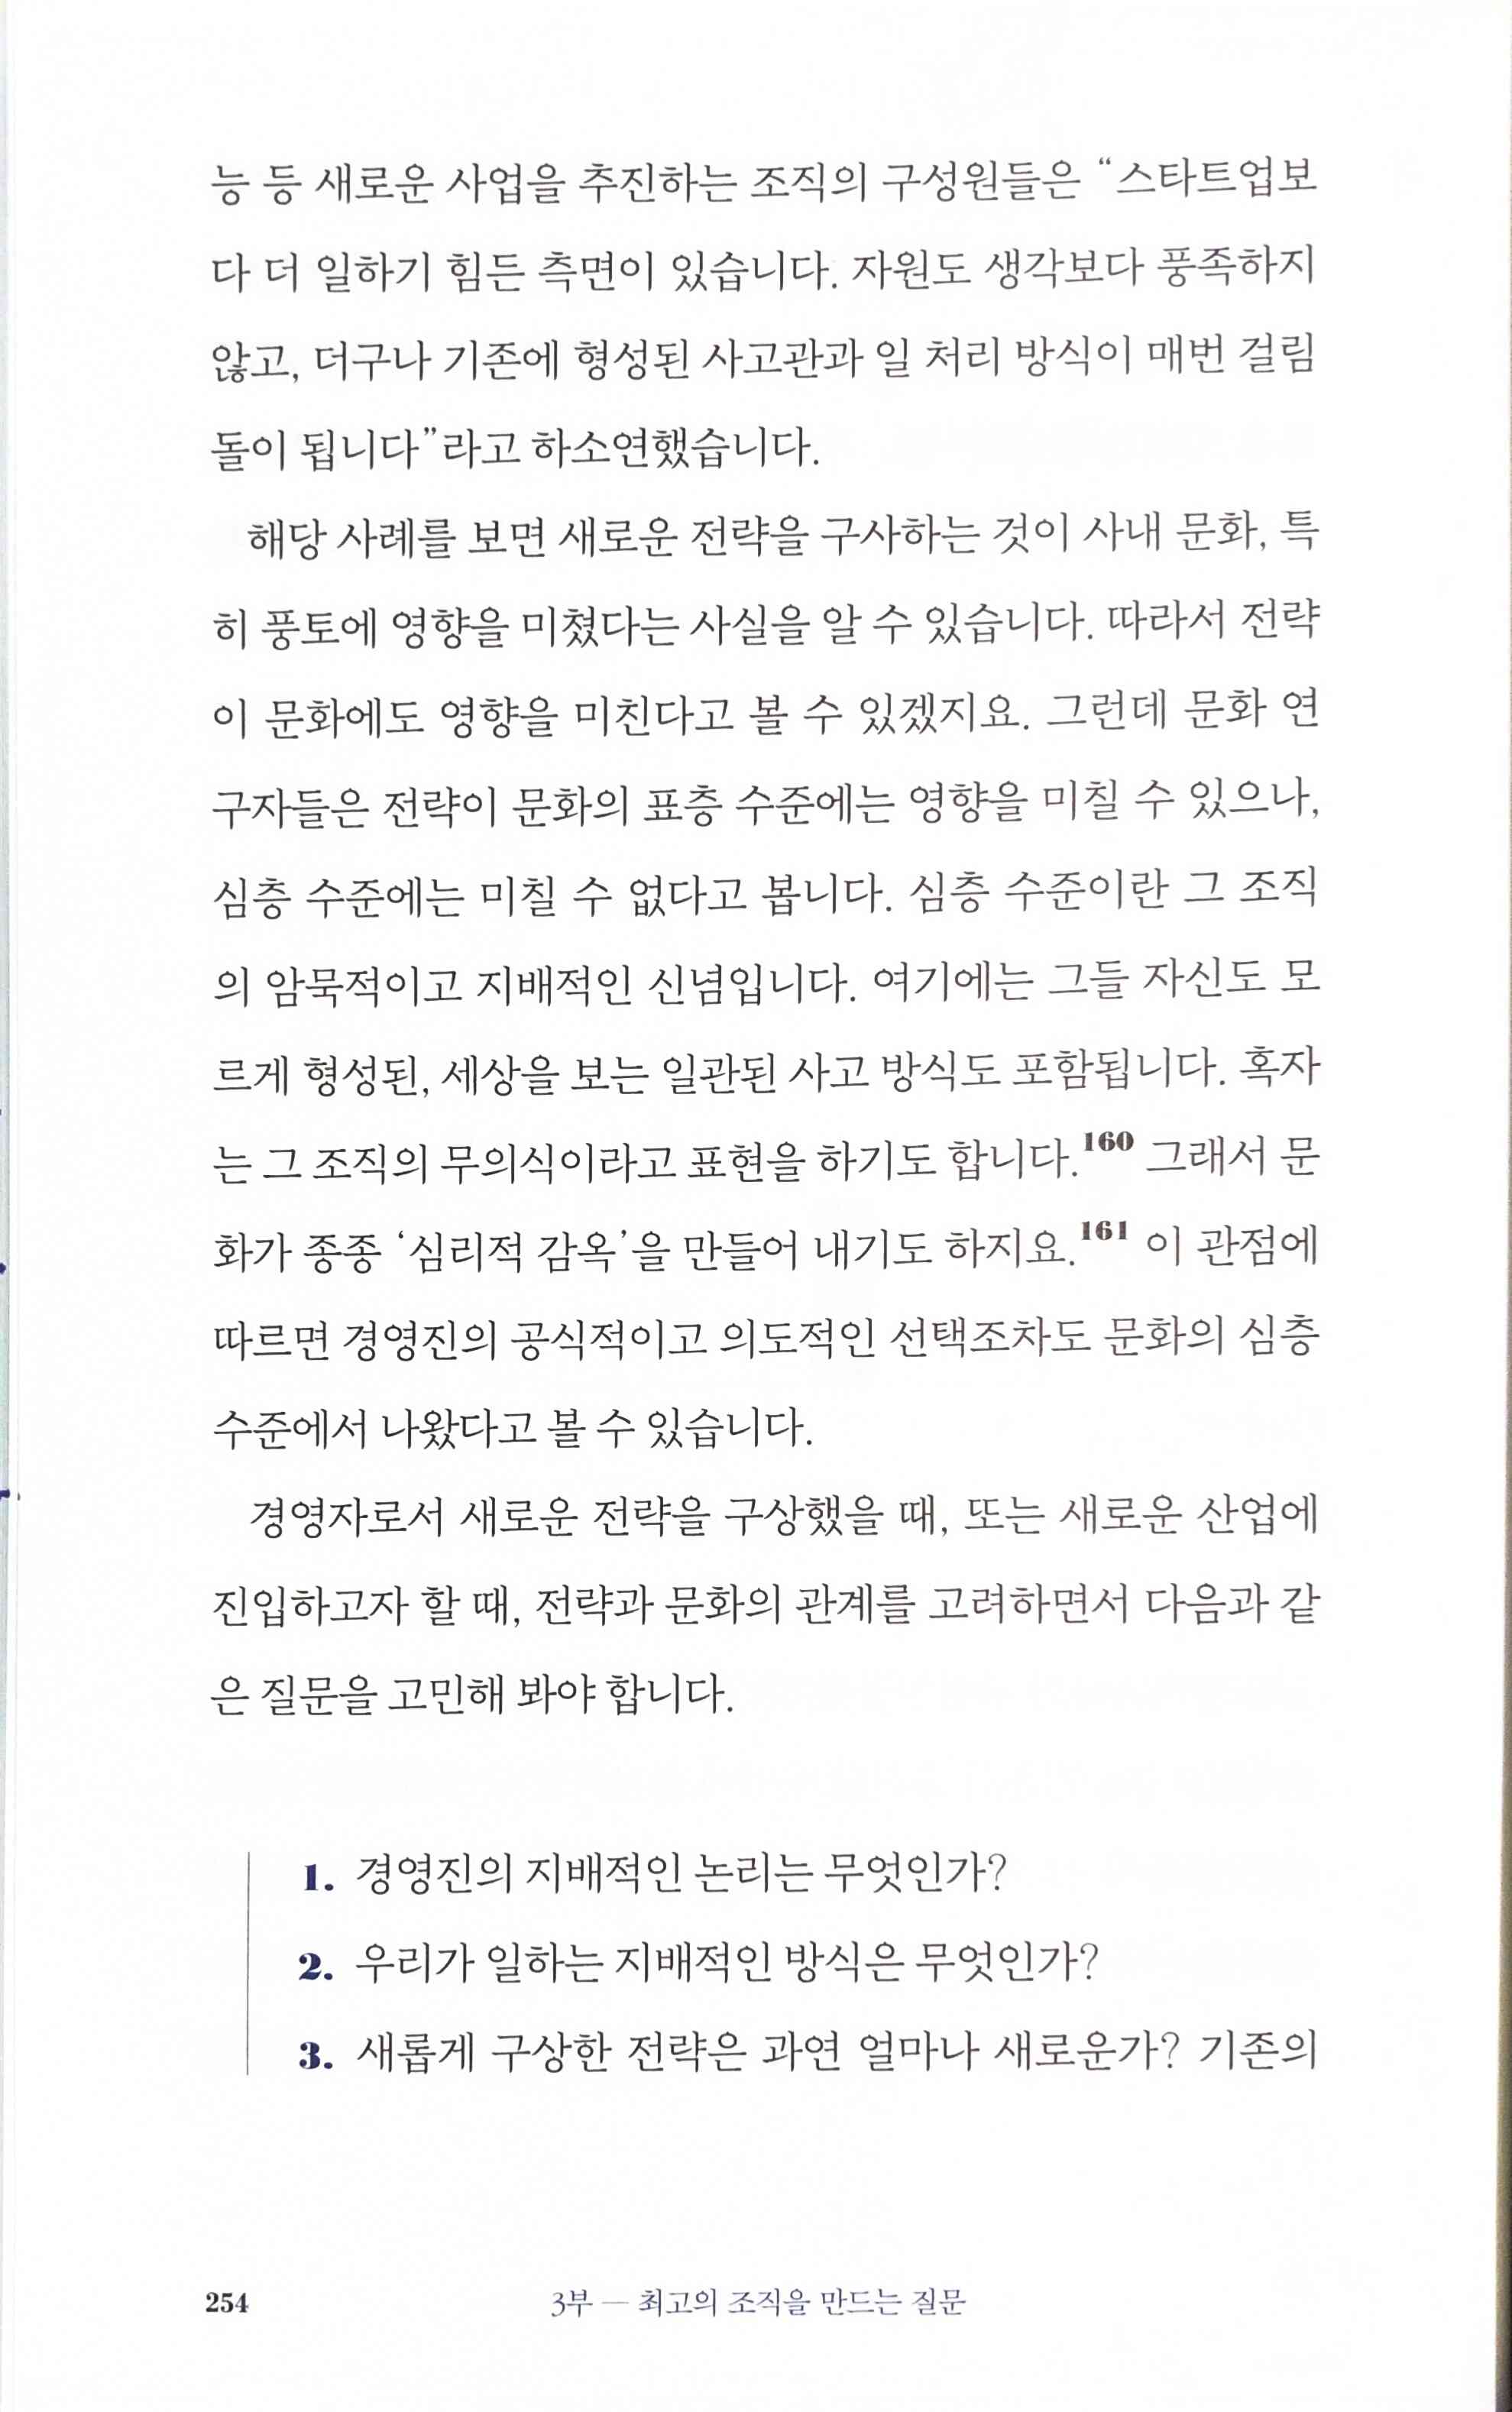 능 등 새로운 사업을 추진하는 조직의 구성원들은 “스타트업보
다 더 일하기 힘든 측면이 있습니다. 자원도 생각보다 풍족하지
않고, 더구나 기존에 형성된 사고관과 일 처리 방식이 매번 걸림
돌이 됩니다”라고 하소연했습니다.
해당 사례를 보면 새로운 전략을 구사하는 것이 사내 문화, 특
히 풍토에 영향을 미쳤다는 사실을 알 수 있습니다. 따라서 전략
이 문화에도 영향을 미친다고 볼 수 있겠지요. 그런데 문화 연
구자들은 전략이 문화의 표층 수준에는 영향을 미칠 수 있으나,
심층 수준에는 미칠 수 없다고 봅니다. 심층 수준이란 그 조직
의 암묵적이고 지배적인 신념입니다. 여기에는 그들 자신도 모
르게 형성된, 세상을 보는 일관된 사고 방식도 포함됩니다. 혹자
는 그 조직의 무의식이라고 표현을 하기도 합니다.160 그래서 문
화가 종종 ‘심리적 감옥’을 만들어 내기도 하지요.161 이 관점에
따르면 경영진의 공식적이고 의도적인 선택조차도 문화의 심층
수준에서 나왔다고 볼 수 있습니다.
경영자로서 새로운 전략을 구상했을 때, 또는 새로운 산업에
진입하고자 할 때, 전략과 문화의 관계를 고려하면서 다음과 같
은 질문을 고민해 봐야 합니다.
1. 경영진의 지배적인 논리는 무엇인가?
2. 우리가 일하는 지배적인 방식은 무엇인가?
3. 새롭게 구상한 전략은 과연 얼마나 새로운가? 기존의
254 3부 — 최고의 조직을 만드는 질문